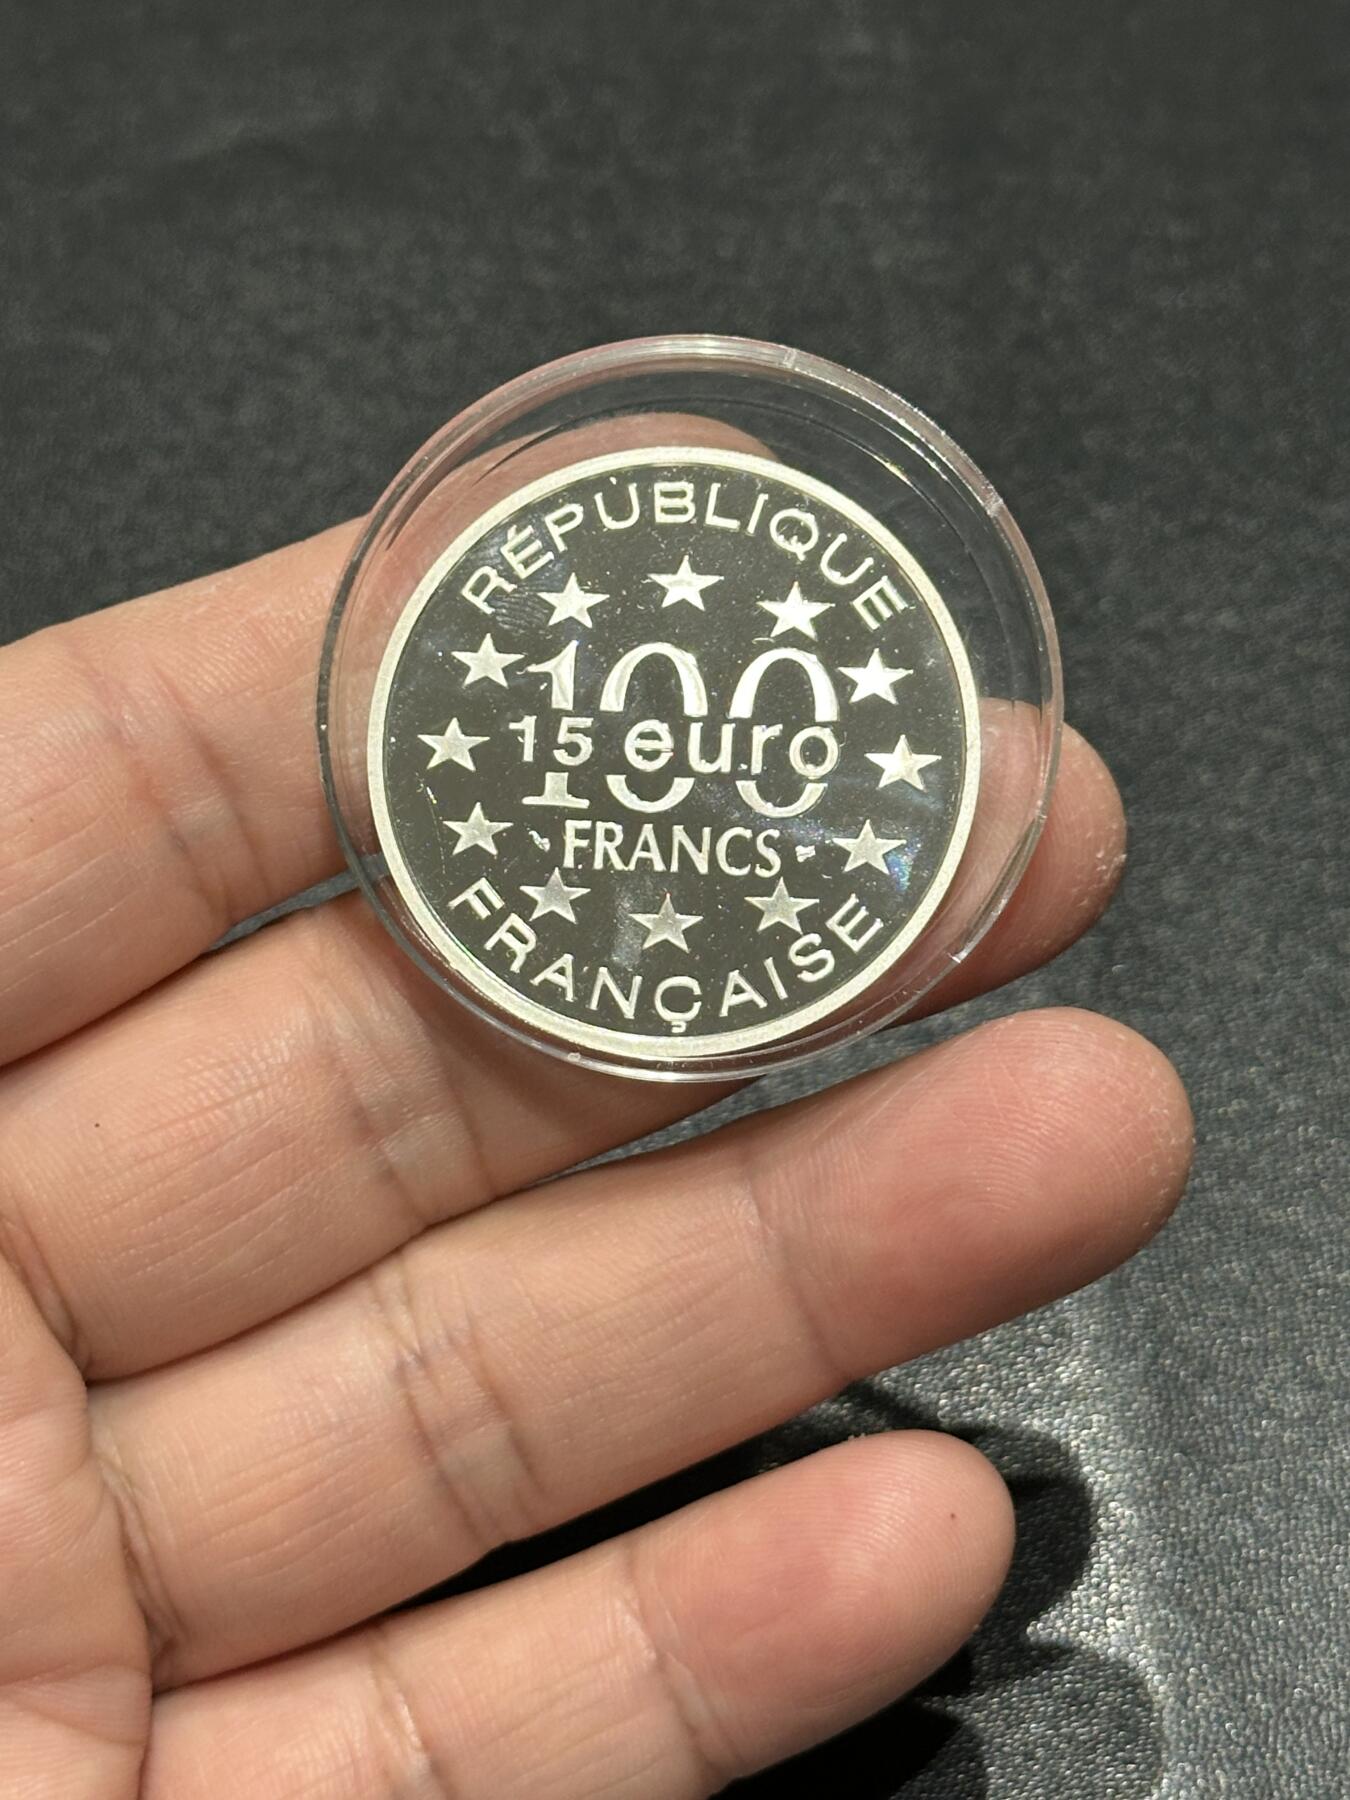 RÉPUBLIQUE
100
15 euro
FRANCS
FRANÇAISE